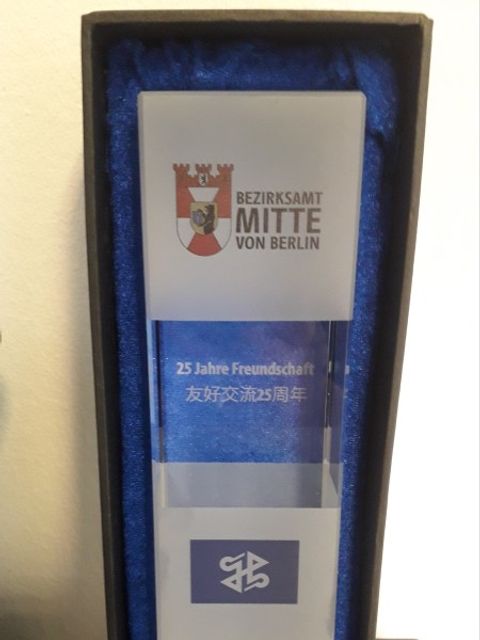 BEZIRKSAMT
MITTE
VON BERLIN
25 Jahre Freundschaft
友好交流25周年